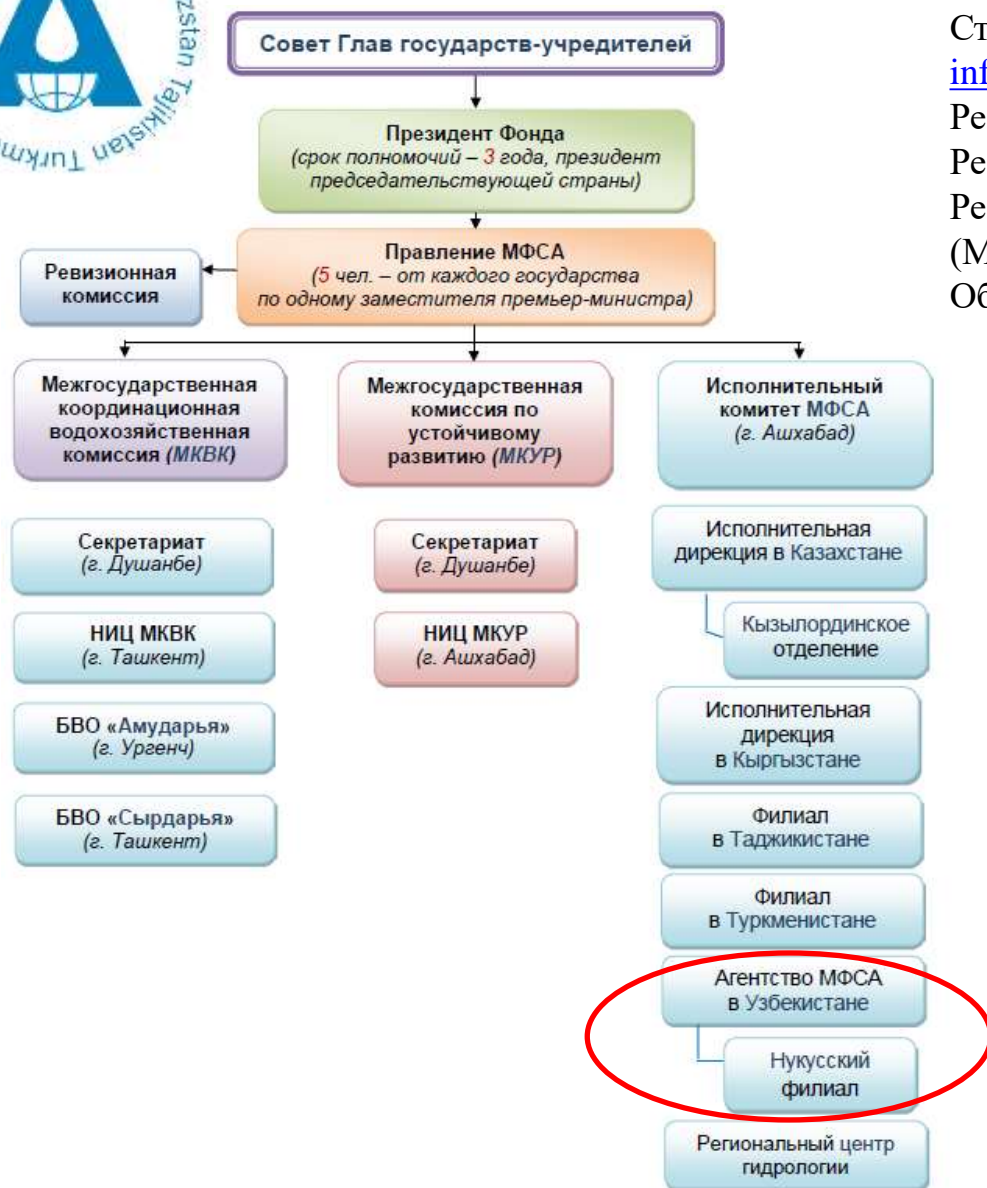 Совет Глав государств-учредителей
Президент Фонда
(срок полномочий – 3 года, президент
председательствующей страны)
Правление МФСА
(5 чел. – от каждого государства
по одному заместителя премьер-министра)
Ревизионная
комиссия
Межгосударственная
координационная
водохозяйственная
комиссия (МКВК)
Секретариат
(г. Душанбе)
НИЦ МКВК
(г. Ташкент)
БВО «Амударья»
(г. Ургенч)
БВО «Сырдарья»
(г. Ташкент)
Межгосударственная
комиссия по
устойчивому
развитию (МКУР)
Секретариат
(г. Душанбе)
НИЦ МКУР
(г. Ашхабад)
Исполнительный
комитет МФСА
(г. Ашхабад)
Исполнительная
дирекция в Казахстане
Кызылординское
отделение
Исполнительная
дирекция
в Кыргызстане
Филиал
в Таджикистане
Филиал
в Туркменистане
Агентство МФСА
в Узбекистане
Нукусский
филиал
Региональный центр
гидрологии
Tajikistan